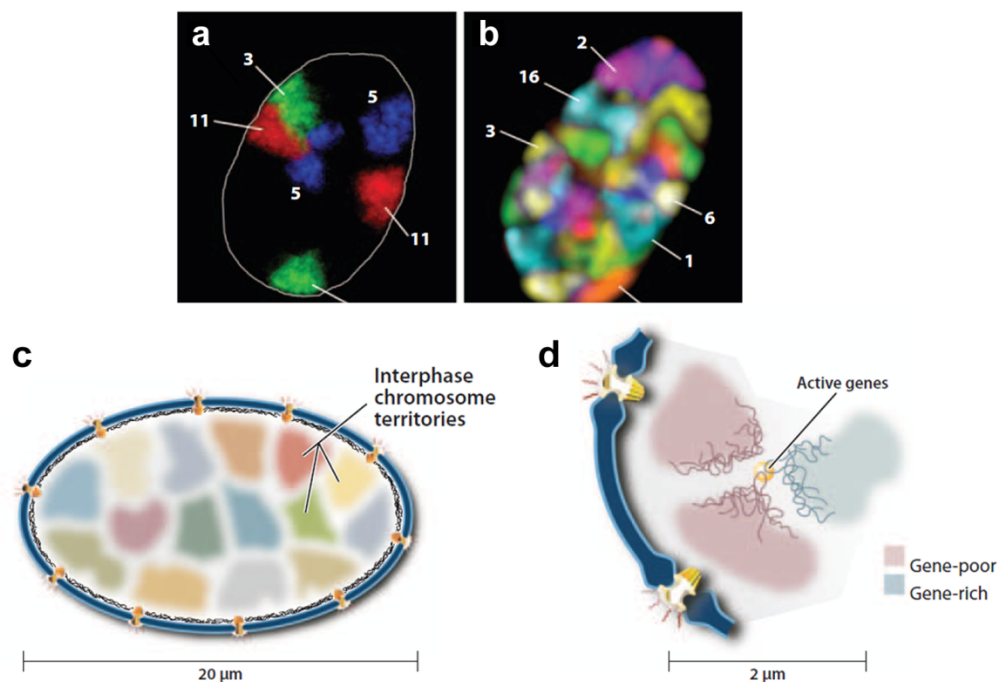 a
3
11
5
5
11
b
2
16
3
6
1
c
Interphase
chromosome
territories
20 µm
d
Active genes
Gene-poor
Gene-rich
2 µm